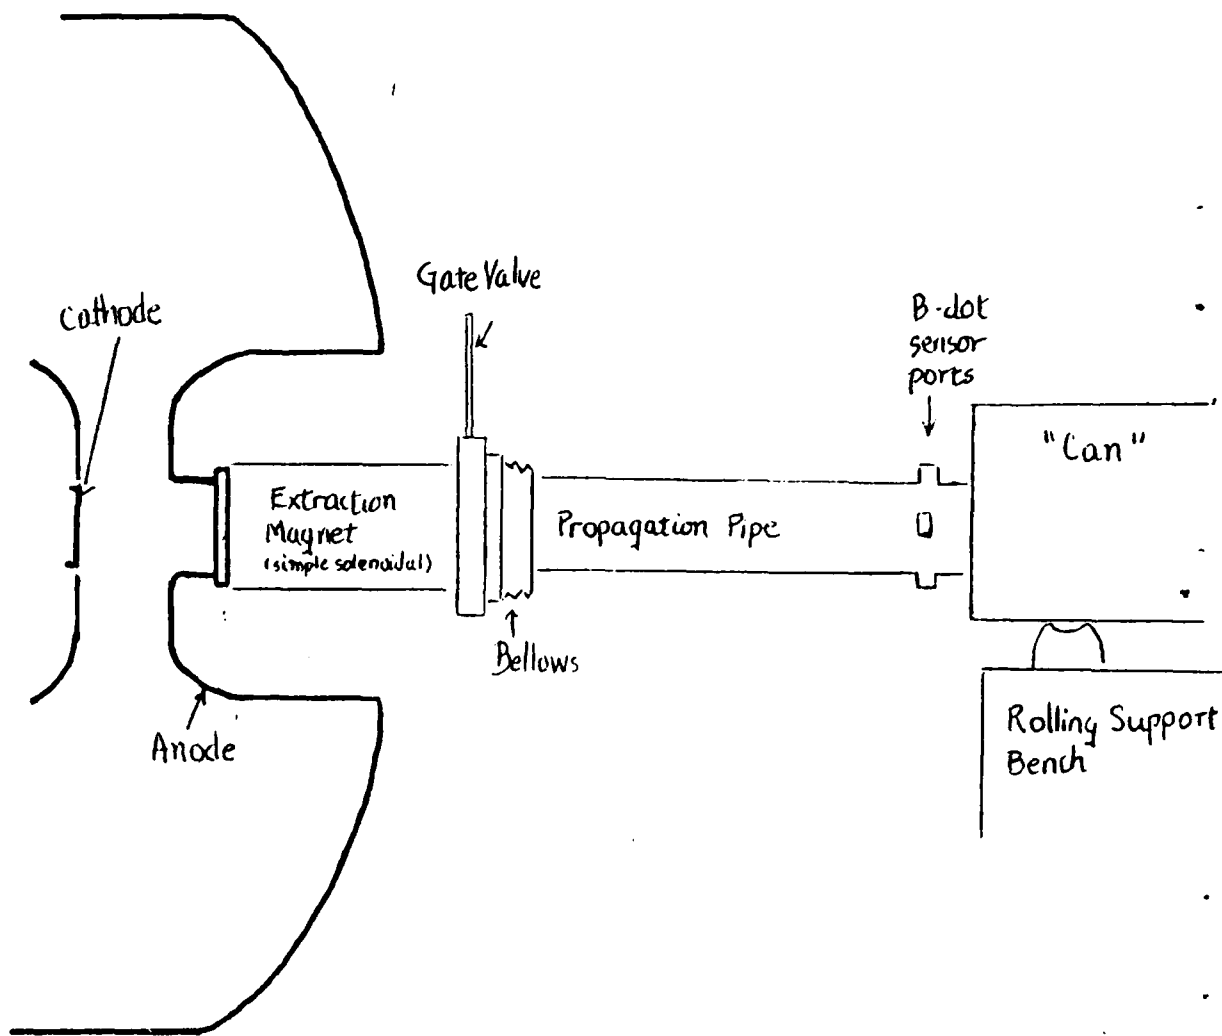 Gate Valve
Cathode
B-dot
sensor
ports
"Can"
Extraction
Magnet
(simple solenoidal)
Propagation Pipe
Bellows
Anode
Rolling Support
Bench